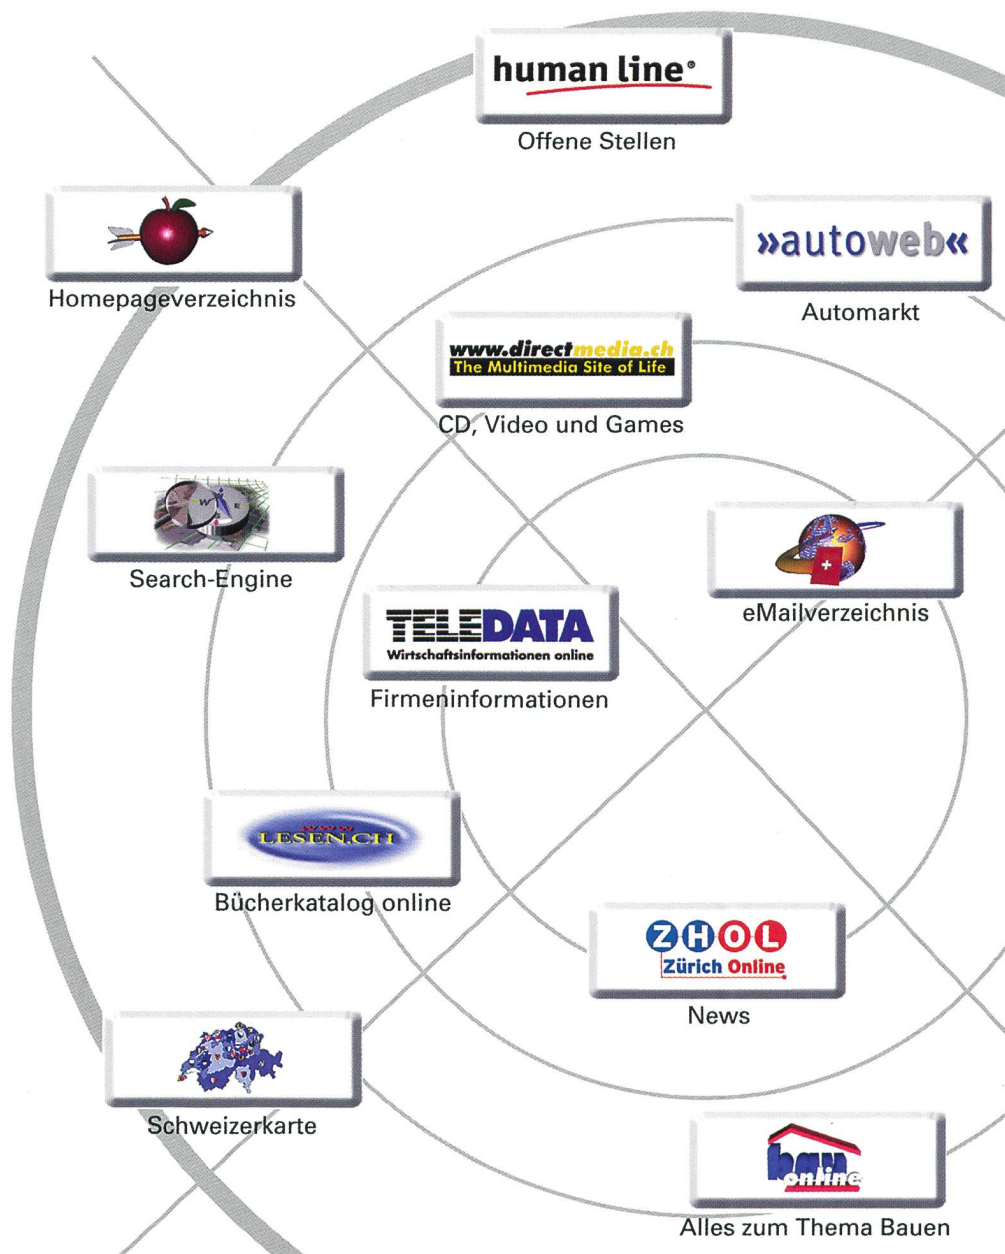 human line®
Offene Stellen
Homepageverzeichnis
»autoweb«
Automarkt
www.directmedia.ch
The Multimedia Site of Life
CD, Video und Games
Search-Engine
eMailverzeichnis
TELEDATA
Wirtschaftsinformationen online
Firmeninformationen
www
LESEN.CH
Bücherkatalog online
ZHOL
Zürich Online
News
Schweizerkarte
bau
online
Alles zum Thema Bauen